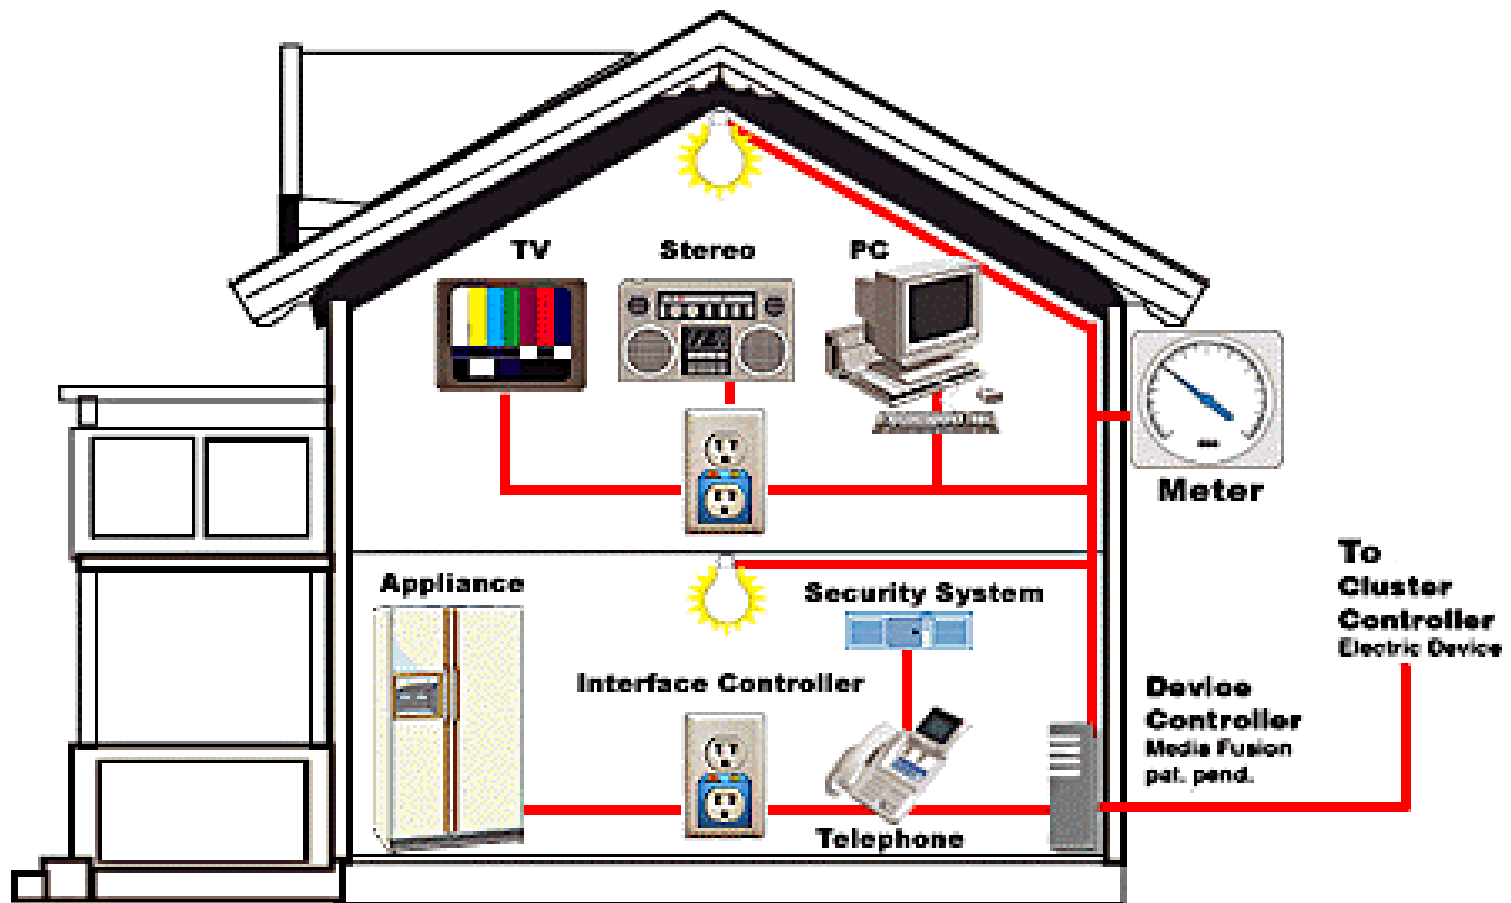 TV
Stereo
PC
Meter
To
Cluster
Controller
Electric Device
Appliance
Security System
Interface Controller
Device
Controller
Media Fusion
pat. pend.
Telephone